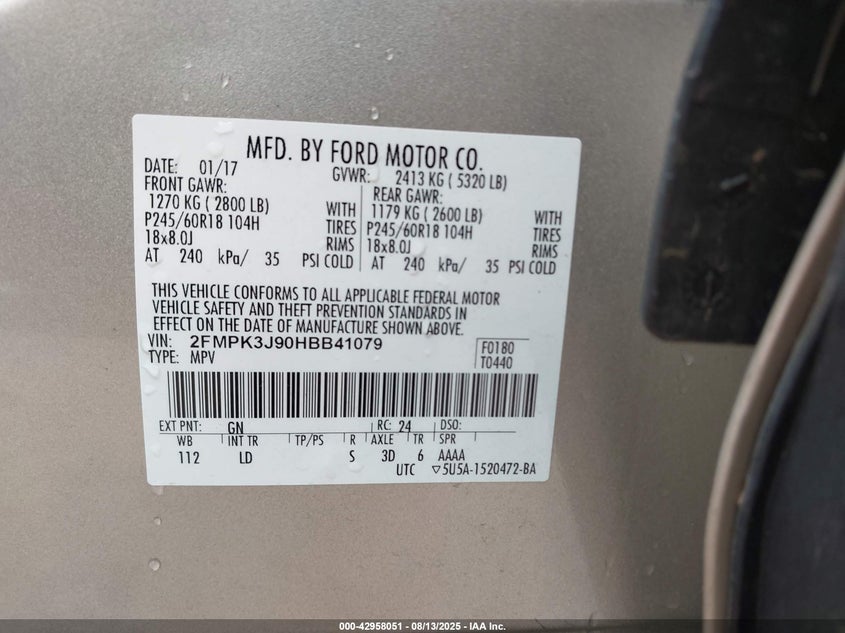 MFD. BY FORD MOTOR CO.
DATE: 01/17 GVWR: 2413 KG ( 5320 LB)
FRONT GAWR: REAR GAWR:
1270 KG ( 2800 LB) WITH 1179 KG ( 2600 LB) WITH
P245/60R18 104H TIRES P245/60R18 104H TIRES
18x8.0J RIMS 18x8.0J RIMS
AT 240 kPa/ 35 PSI COLD AT 240 kPa/ 35 PSI COLD
THIS VEHICLE CONFORMS TO ALL APPLICABLE FEDERAL MOTOR
VEHICLE SAFETY AND THEFT PREVENTION STANDARDS IN
EFFECT ON THE DATE OF MANUFACTURE SHOWN ABOVE.
VIN: 2FMPK3J90HBB41079 F0180
TYPE: MPV T0440
EXT PNT: GN RC: 24 DSO:
WB INT TR TP/PS R AXLE TR SPR
112 LD S 3D 6 AAAA
UTC ▽5U5A-1520472-BA
000-42958051 - 08/13/2025 - IAA Inc.